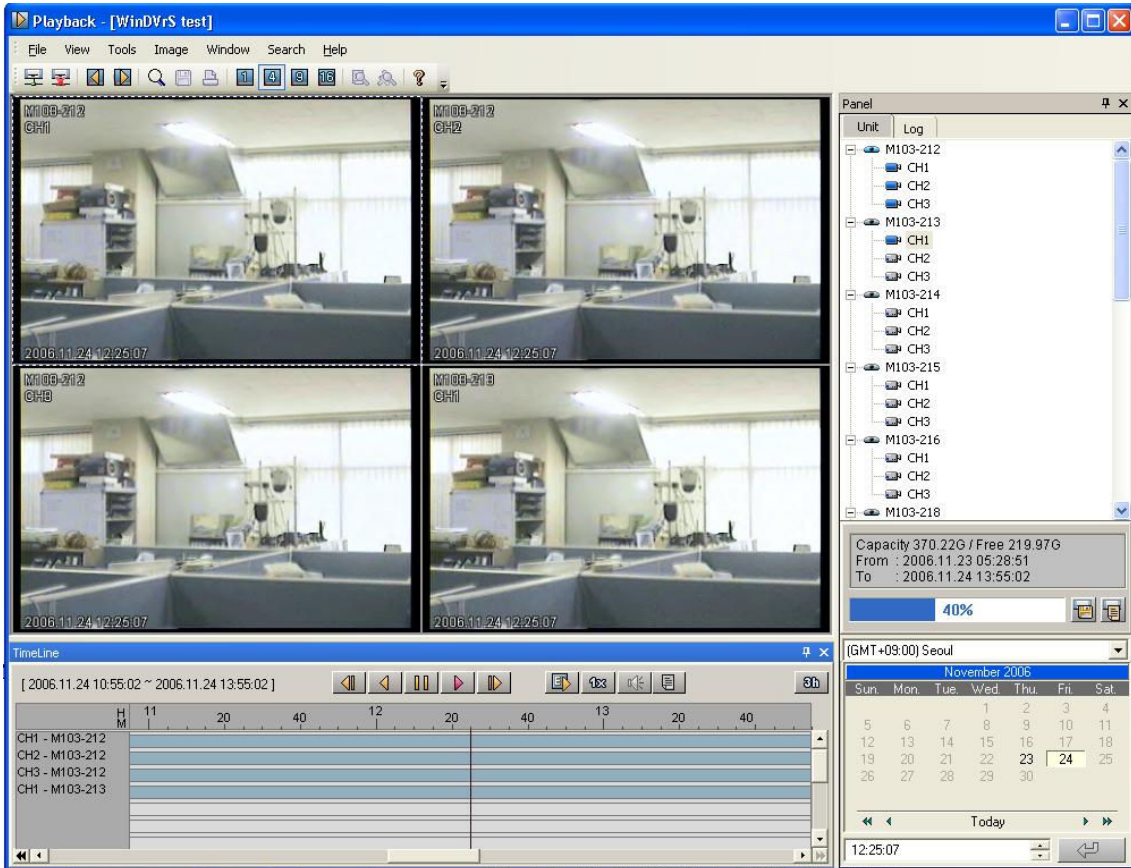 Playback - [WinDVrS test]
File View Tools Image Window Search Help
1 4 9 16 ?
M103-212
CH1
2006.11.24 12:25:07
M103-212
CH2
2006.11.24 12:25:07
M103-212
CH3
2006.11.24 12:25:07
M103-213
CH1
2006.11.24 12:25:07
Panel
Unit Log
M103-212
CH1
CH2
CH3
M103-213
CH1
CH2
CH3
M103-214
CH1
CH2
CH3
M103-215
CH1
CH2
CH3
M103-216
CH1
CH2
CH3
M103-218
Capacity 370.22G / Free 219.97G
From : 2006.11.23 05:28:51
To : 2006.11.24 13:55:02
40%
TimeLine
[ 2006.11.24 10:55:02 ~ 2006.11.24 13:55:02 ]
1x
3h
H
M
11 20 40 12 20 40 13 20 40
CH1 - M103-212
CH2 - M103-212
CH3 - M103-212
CH1 - M103-213
(GMT+09:00) Seoul
November 2006
Sun. Mon. Tue. Wed. Thu. Fri. Sat.
1 2 3 4
5 6 7 8 9 10 11
12 13 14 15 16 17 18
19 20 21 22 23 24 25
26 27 28 29 30
Today
12:25:07